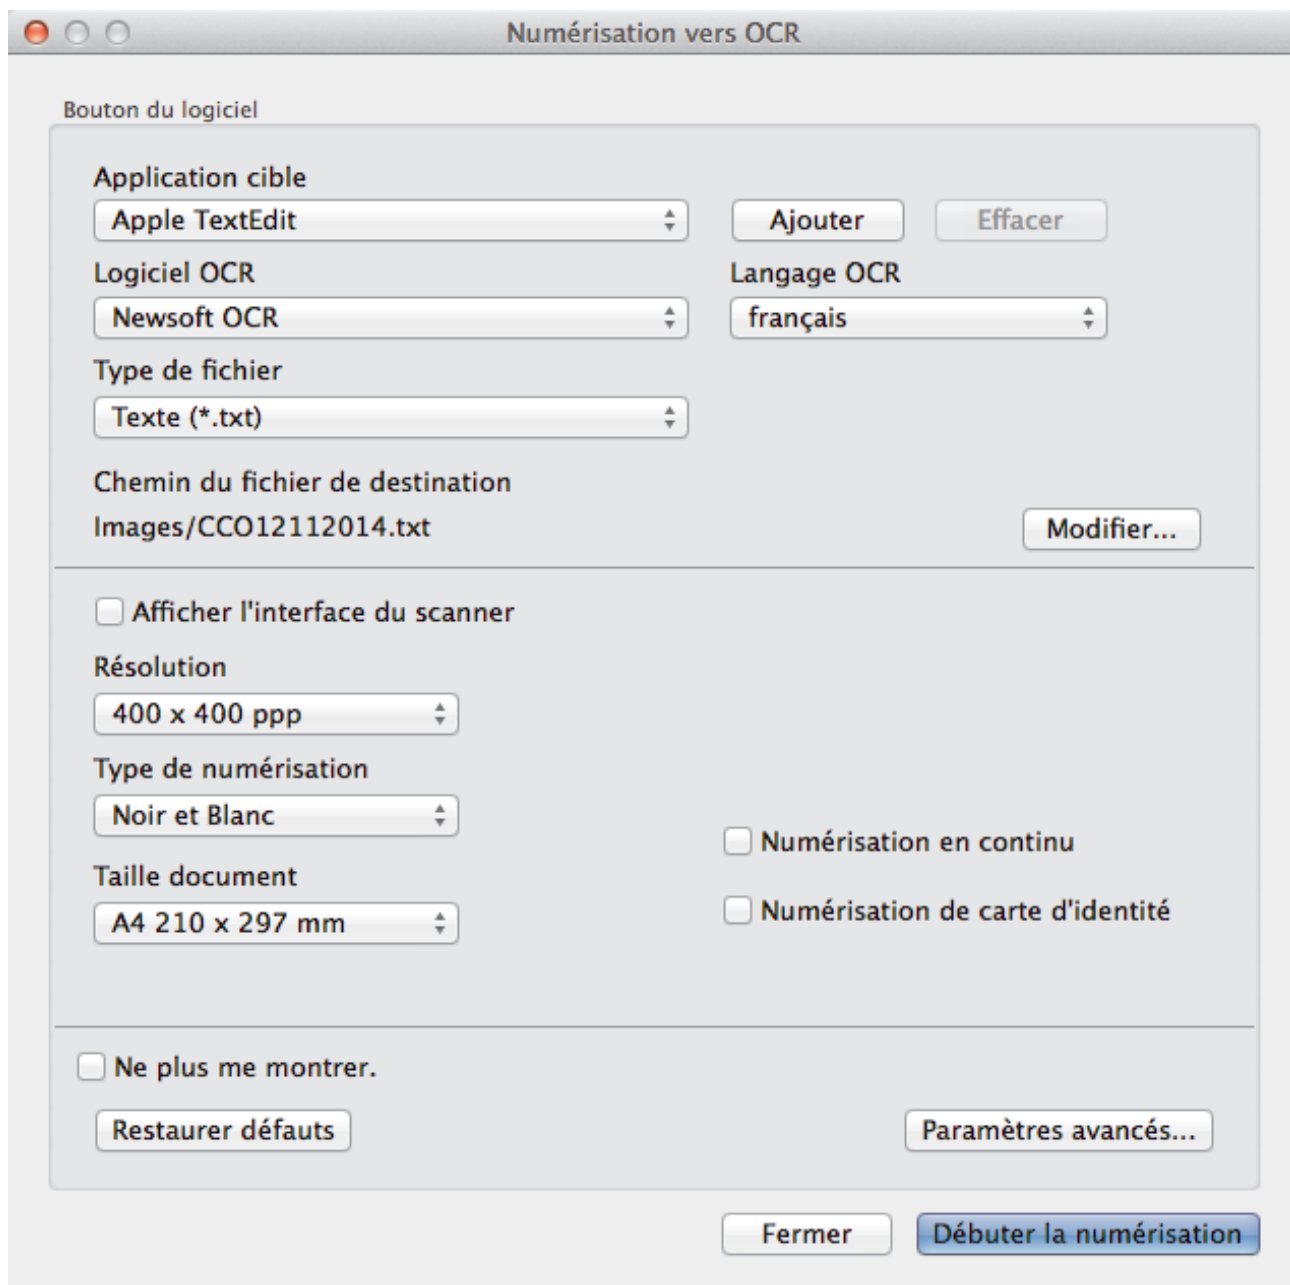 Numérisation vers OCR
Bouton du logiciel
Application cible
Apple TextEdit Ajouter Effacer
Logiciel OCR Langage OCR
Newsoft OCR français
Type de fichier
Texte (*.txt)
Chemin du fichier de destination
Images/CCO12112014.txt Modifier...
Afficher l'interface du scanner
Résolution
400 x 400 ppp
Type de numérisation
Noir et Blanc
Numérisation en continu
Taille document
A4 210 x 297 mm Numérisation de carte d'identité
Ne plus me montrer.
Restaurer défauts Paramètres avancés...
Fermer Débuter la numérisation